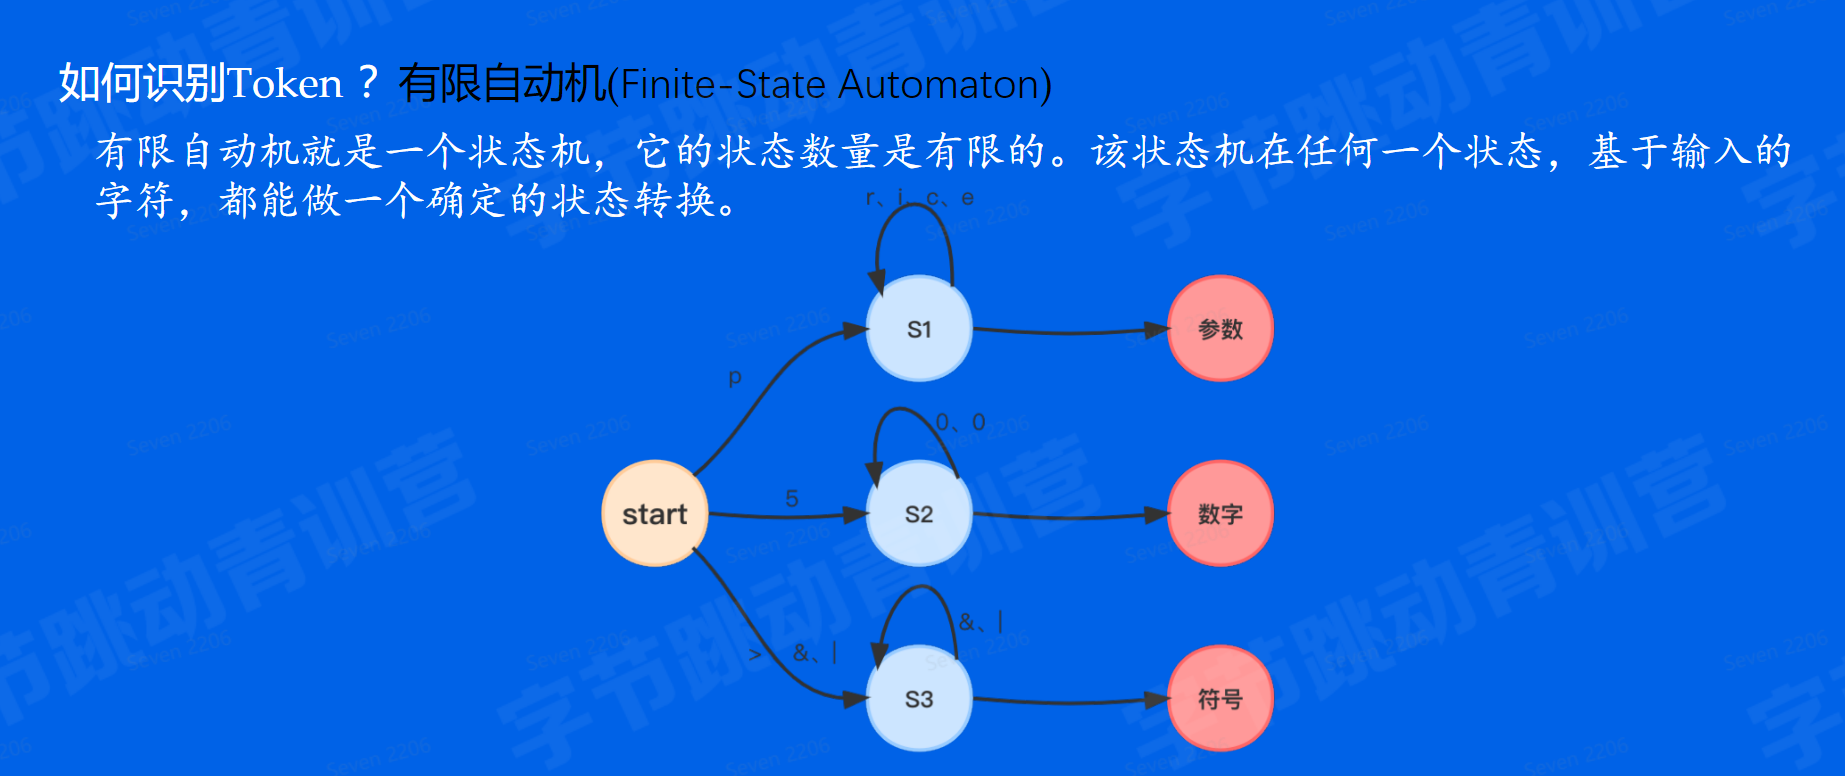 如何识别Token ？有限自动机(Finite-State Automaton)
有限自动机就是一个状态机，它的状态数量是有限的。该状态机在任何一个状态，基于输入的
字符，都能做一个确定的状态转换。
r、i、c、e
S1
参数
p
0、0
start
5
S2
数字
&、|
> &、|
S3
符号
字节跳动青训营
Seven 2206